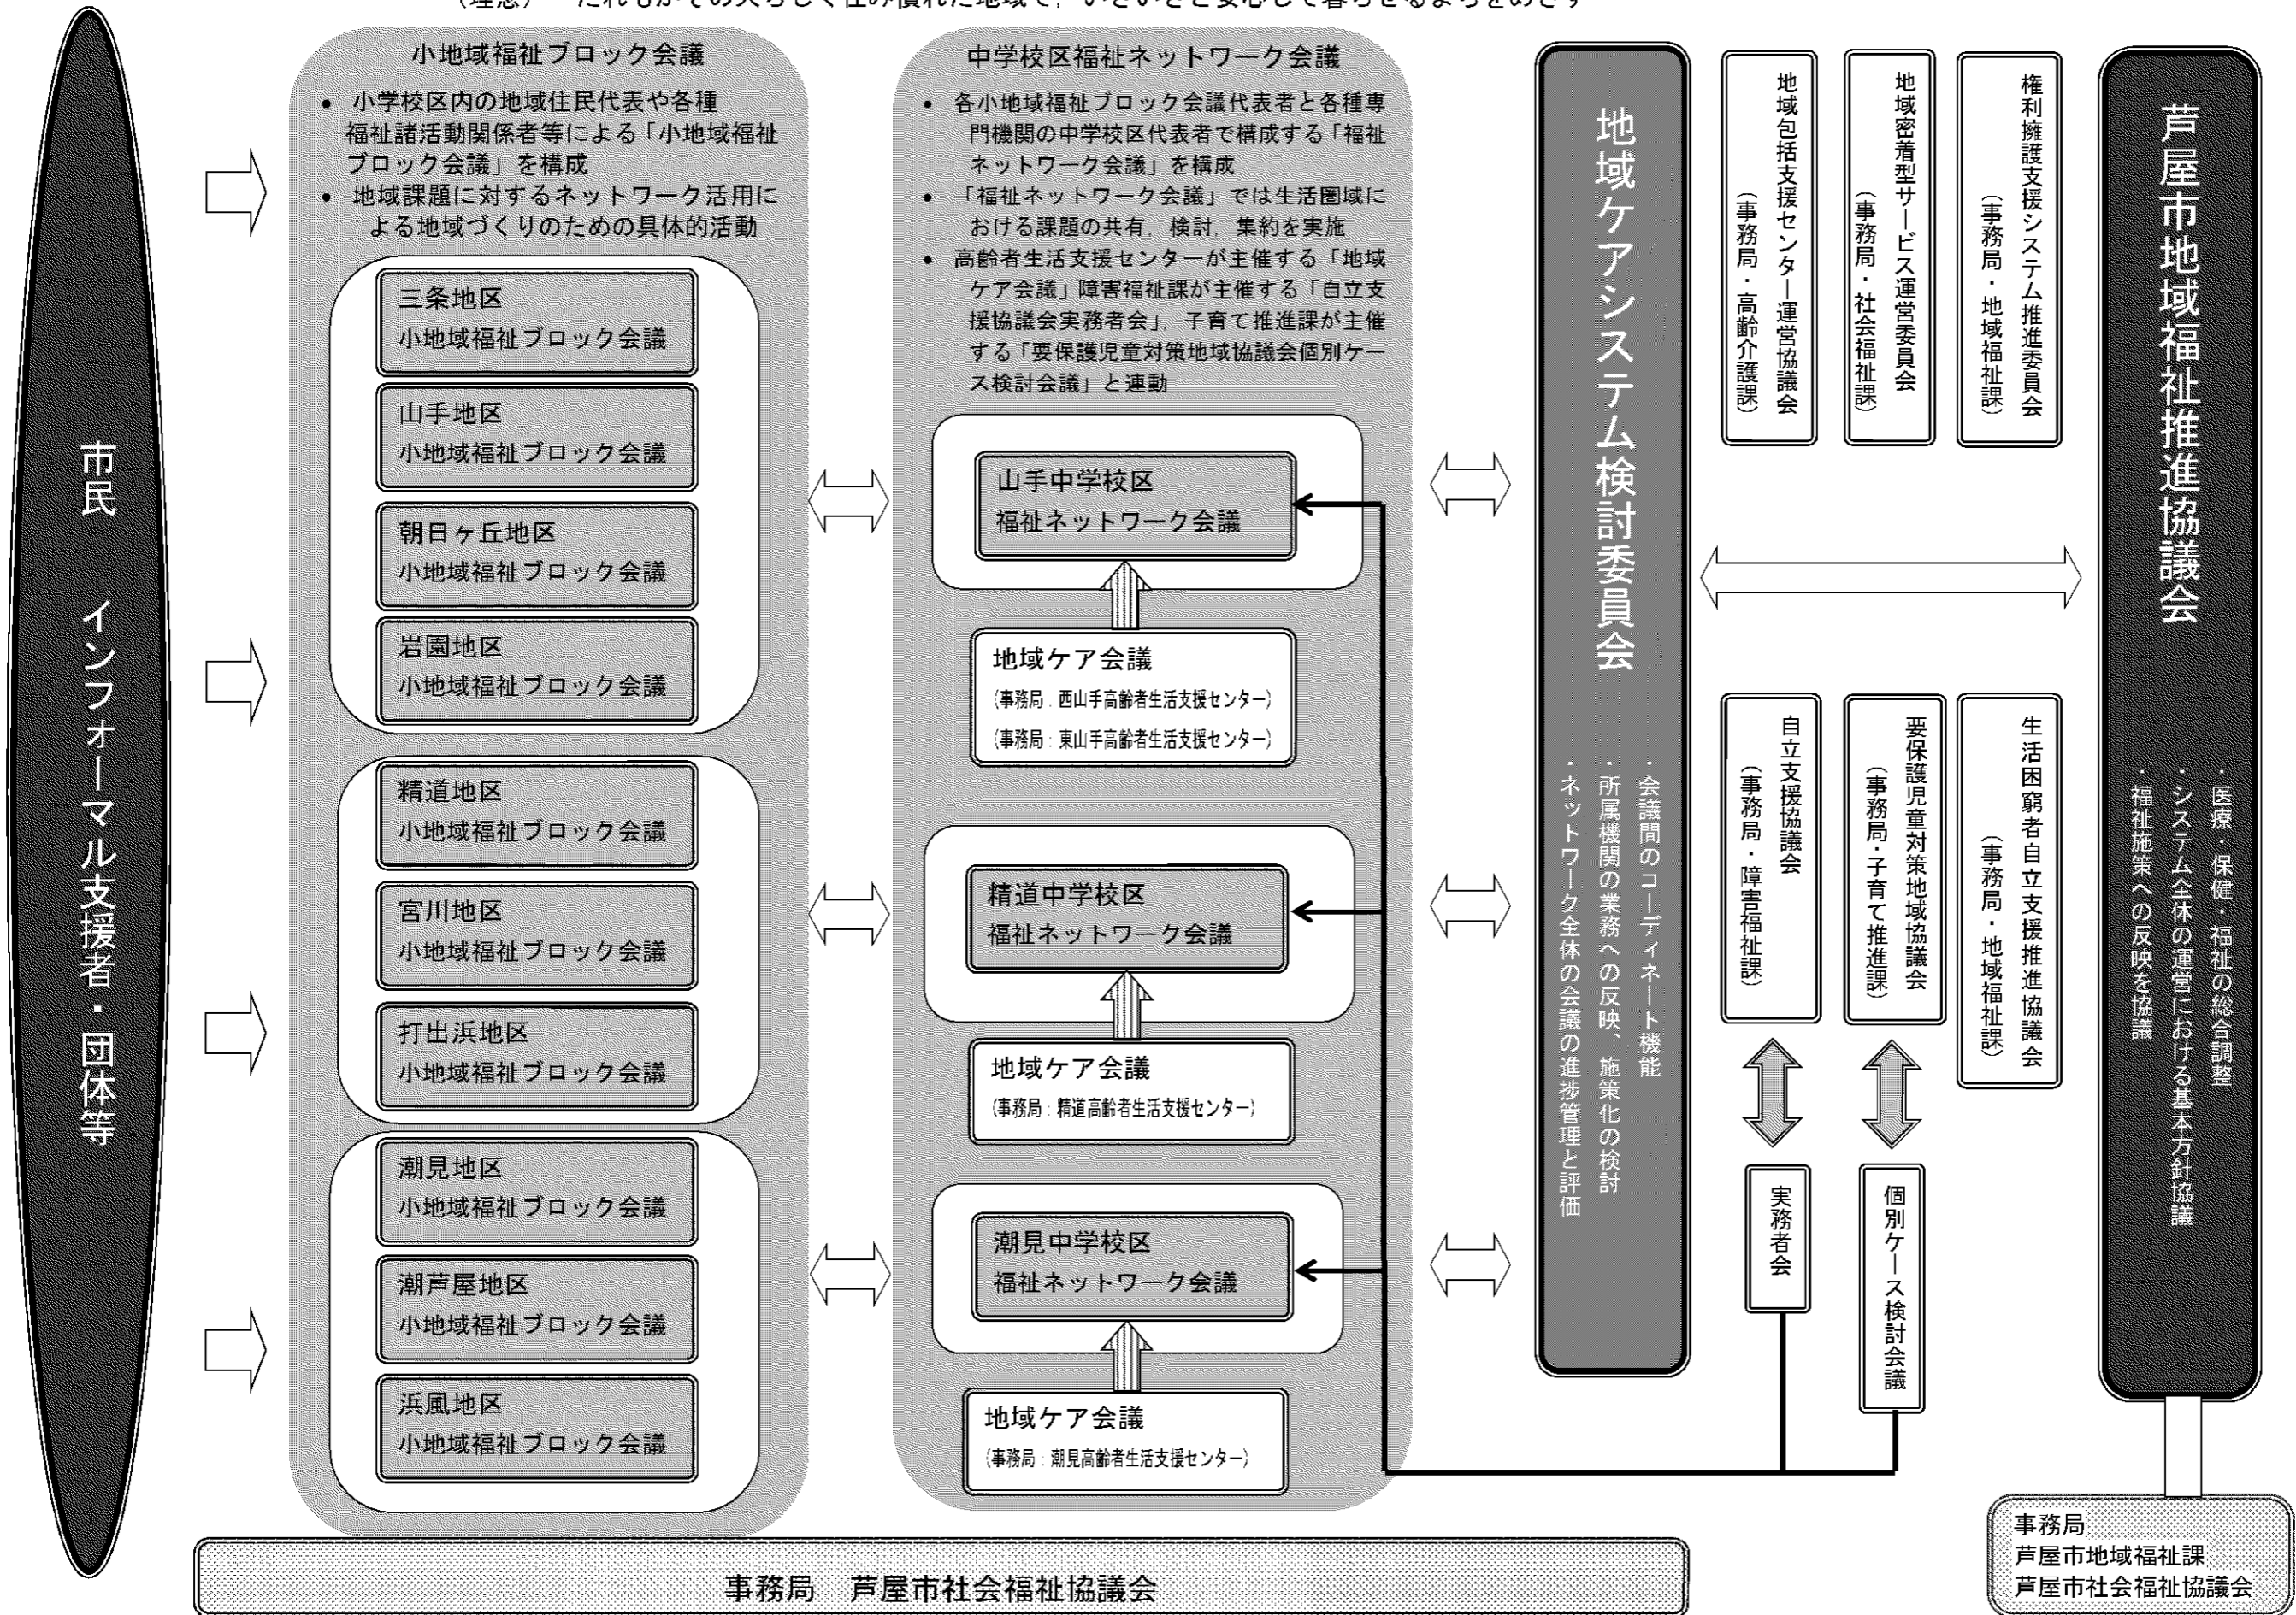 市民　インフォーマル支援者・団体等
小地域福祉ブロック会議
• 小学校区内の地域住民代表や各種
福祉諸活動関係者等による「小地域福祉
ブロック会議」を構成
• 地域課題に対するネットワーク活用に
よる地域づくりのための具体的活動
三条地区
小地域福祉ブロック会議
山手地区
小地域福祉ブロック会議
朝日ヶ丘地区
小地域福祉ブロック会議
岩園地区
小地域福祉ブロック会議
精道地区
小地域福祉ブロック会議
宮川地区
小地域福祉ブロック会議
打出浜地区
小地域福祉ブロック会議
潮見地区
小地域福祉ブロック会議
潮芦屋地区
小地域福祉ブロック会議
浜風地区
小地域福祉ブロック会議
中学校区福祉ネットワーク会議
• 各小地域福祉ブロック会議代表者と各種専
門機関の中学校区代表者で構成する「福祉
ネットワーク会議」を構成
• 「福祉ネットワーク会議」では生活圏域に
おける課題の共有，検討，集約を実施
• 高齢者生活支援センターが主催する「地域
ケア会議」障害福祉課が主催する「自立支
援協議会実務者会」，子育て推進課が主催
する「要保護児童対策地域協議会個別ケー
ス検討会議」と連動
山手中学校区
福祉ネットワーク会議
地域ケア会議
（事務局：西山手高齢者生活支援センター）
（事務局：東山手高齢者生活支援センター）
精道中学校区
福祉ネットワーク会議
地域ケア会議
（事務局：精道高齢者生活支援センター）
潮見中学校区
福祉ネットワーク会議
地域ケア会議
（事務局：潮見高齢者生活支援センター）
地域ケアシステム検討委員会
・会議間のコーディネート機能
・所属機関の業務への反映、施策化の検討
・ネットワーク全体の会議の進捗管理と評価
地域包括支援センター運営協議会
（事務局・高齢介護課）
地域密着型サービス運営委員会
（事務局・社会福祉課）
権利擁護支援システム推進委員会
（事務局・地域福祉課）
自立支援協議会
（事務局・障害福祉課）
要保護児童対策地域協議会
（事務局・子育て推進課）
生活困窮者自立支援推進協議会
（事務局・地域福祉課）
実務者会
個別ケース検討会議
芦屋市地域福祉推進協議会
・医療・保健・福祉の総合調整
・システム全体の運営における基本方針協議
・福祉施策への反映を協議
事務局　芦屋市社会福祉協議会
事務局
芦屋市地域福祉課
芦屋市社会福祉協議会